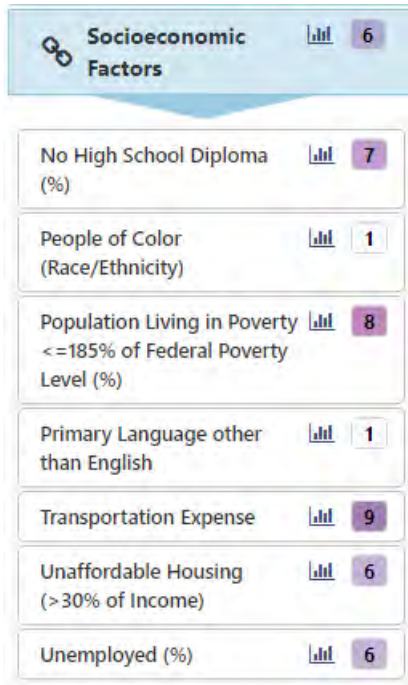 Socioeconomic 6
Factors
No High School Diploma 7
(%)
People of Color 1
(Race/Ethnicity)
Population Living in Poverty 8
<=185% of Federal Poverty
Level (%)
Primary Language other 1
than English
Transportation Expense 9
Unaffordable Housing 6
(>30% of Income)
Unemployed (%) 6